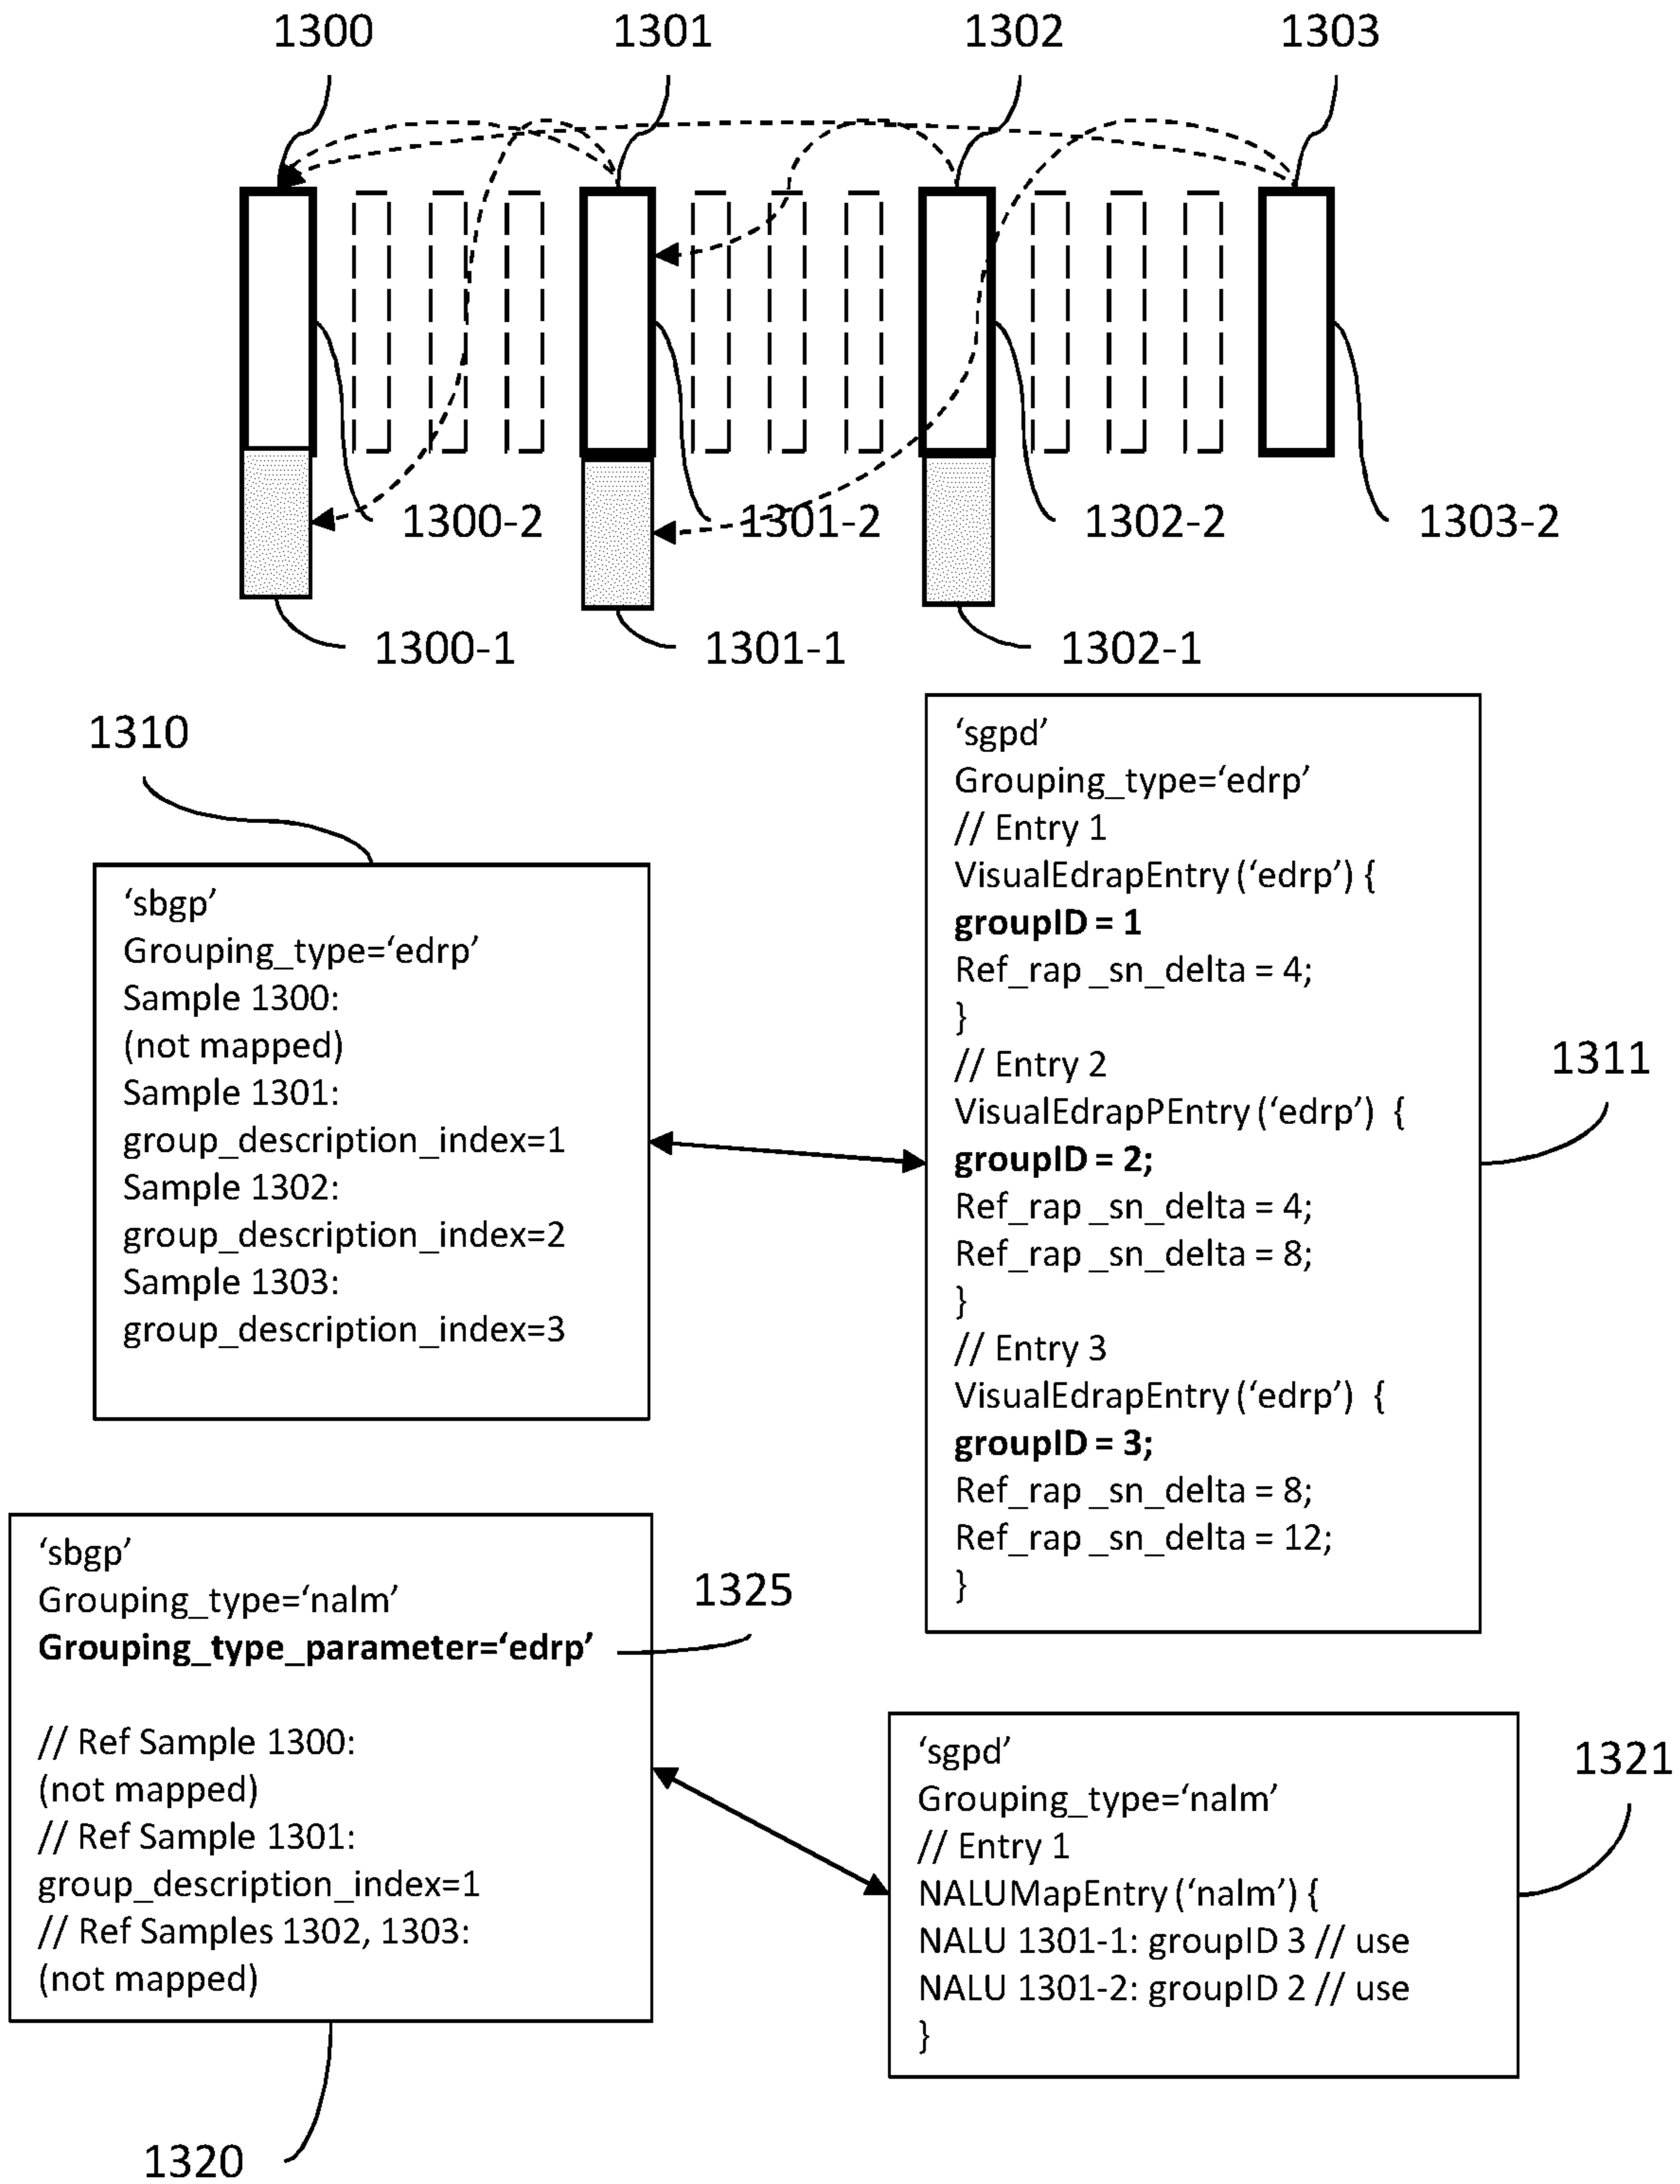 1300 1301 1302 1303
1300-2 1301-2 1302-2 1303-2
1300-1 1301-1 1302-1
1310
‘sbgp’
Grouping_type=‘edrp’
Sample 1300:
(not mapped)
Sample 1301:
group_description_index=1
Sample 1302:
group_description_index=2
Sample 1303:
group_description_index=3
‘sgpd’
Grouping_type=‘edrp’
// Entry 1
VisualEdrapEntry (‘edrp’) {
groupID = 1
Ref_rap _sn_delta = 4;
}
// Entry 2
VisualEdrapPEntry (‘edrp’) {
groupID = 2;
Ref_rap _sn_delta = 4;
Ref_rap _sn_delta = 8;
}
// Entry 3
VisualEdrapEntry (‘edrp’) {
groupID = 3;
Ref_rap _sn_delta = 8;
Ref_rap _sn_delta = 12;
}
1311
‘sbgp’
Grouping_type=‘nalm’
Grouping_type_parameter=‘edrp’
// Ref Sample 1300:
(not mapped)
// Ref Sample 1301:
group_description_index=1
// Ref Samples 1302, 1303:
(not mapped)
1325
1320
‘sgpd’
Grouping_type=‘nalm’
// Entry 1
NALUMapEntry (‘nalm’) {
NALU 1301-1: groupID 3 // use
NALU 1301-2: groupID 2 // use
}
1321